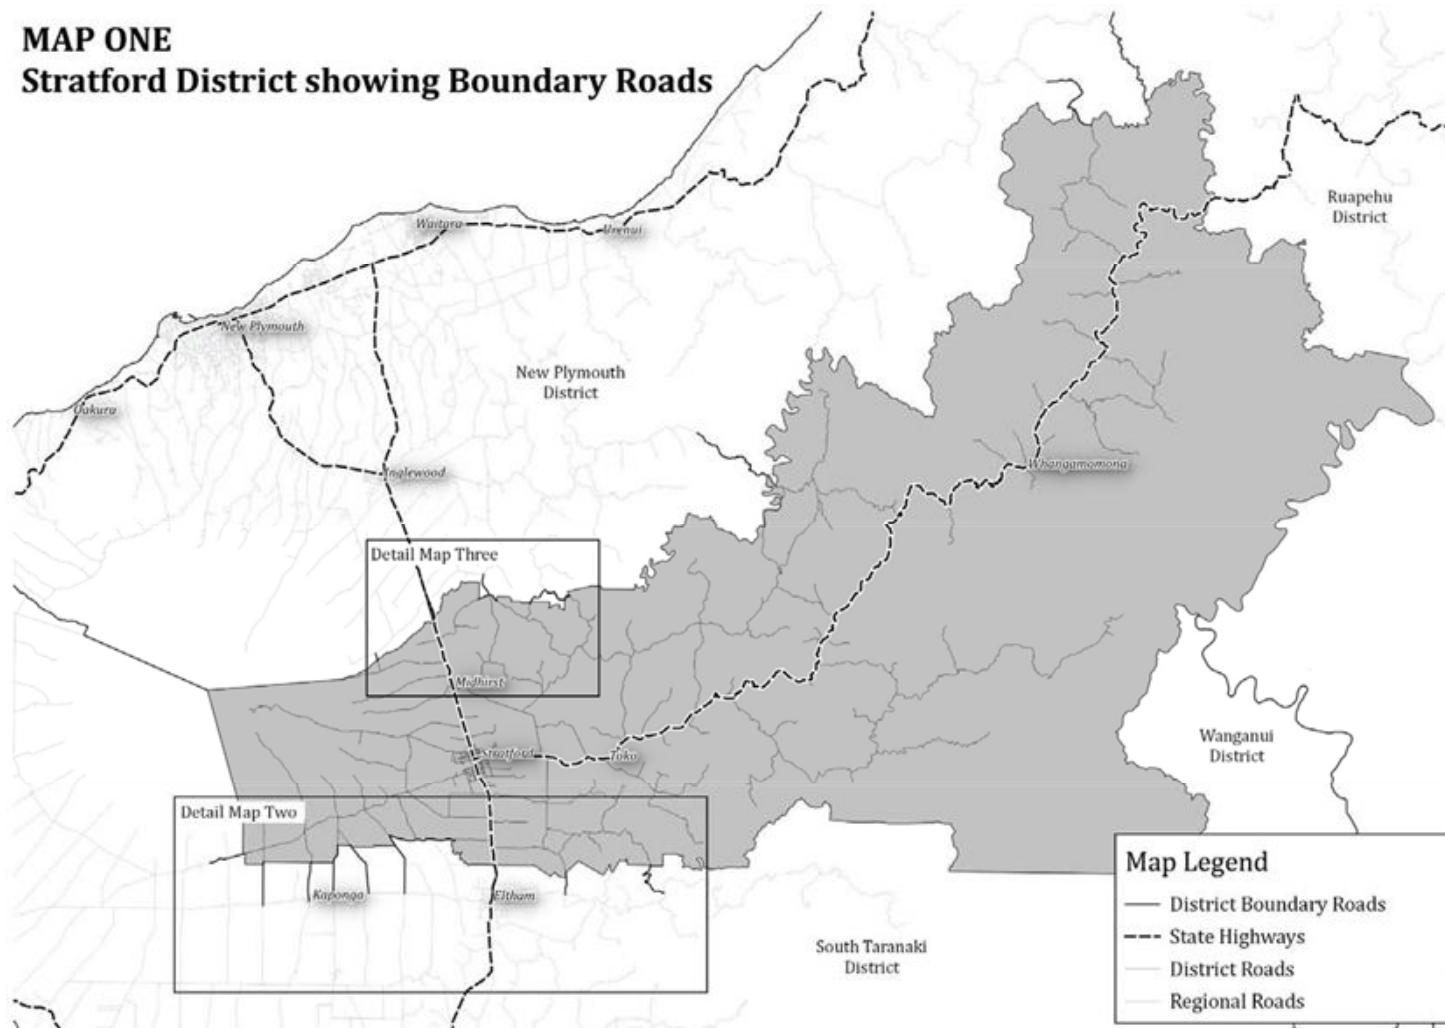 MAP ONE
Stratford District showing Boundary Roads
Ruapehu
District
Waitara
Urenui
New Plymouth
New Plymouth
District
Oakura
Whangamomona
Inglewood
Detail Map Three
Midhirst
Wanganui
District
Stratford
Toko
Detail Map Two
Kaponga
Eltham
South Taranaki
District
Map Legend
District Boundary Roads
State Highways
District Roads
Regional Roads